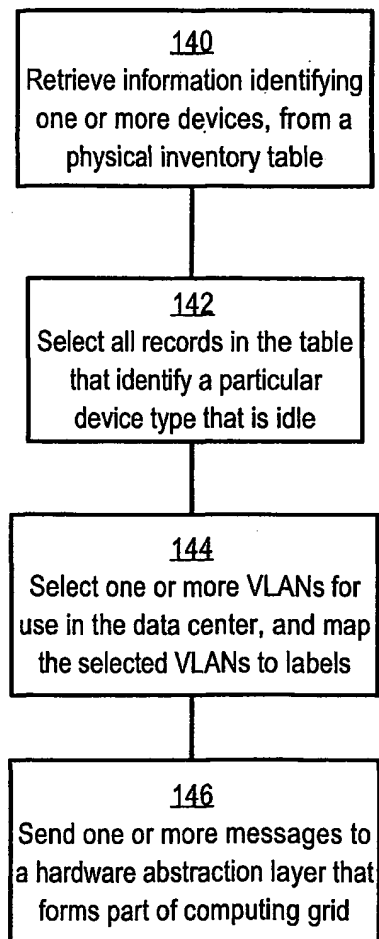 140
Retrieve information identifying
one or more devices, from a
physical inventory table
142
Select all records in the table
that identify a particular
device type that is idle
144
Select one or more VLANs for
use in the data center, and map
the selected VLANs to labels
146
Send one or more messages to
a hardware abstraction layer that
forms part of computing grid